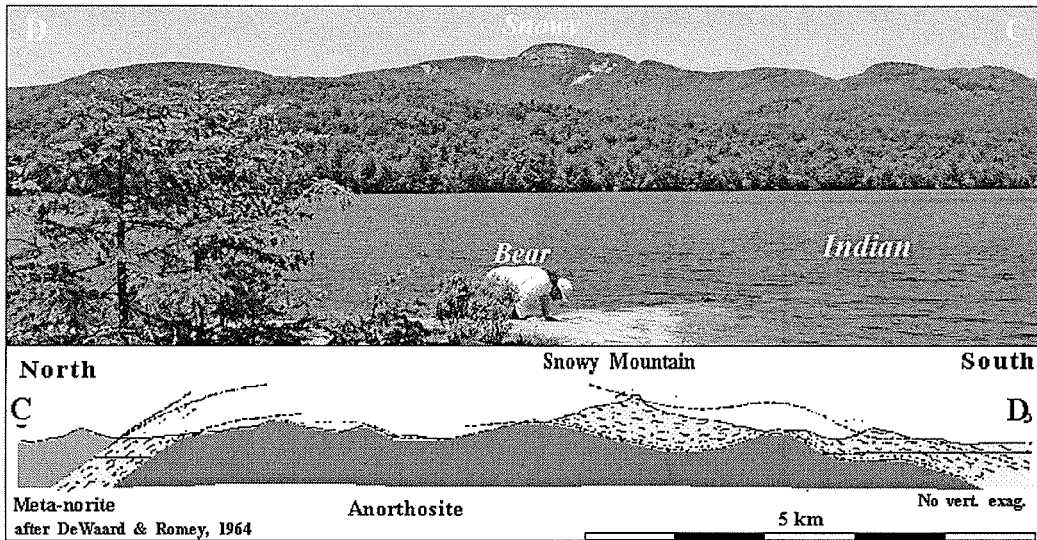 D Snowy C
Bear Indian
North Snowy Mountain South
C D
Meta-norite Anorthosite No vert. exag.
after DeWaard & Romey, 1964
5 km